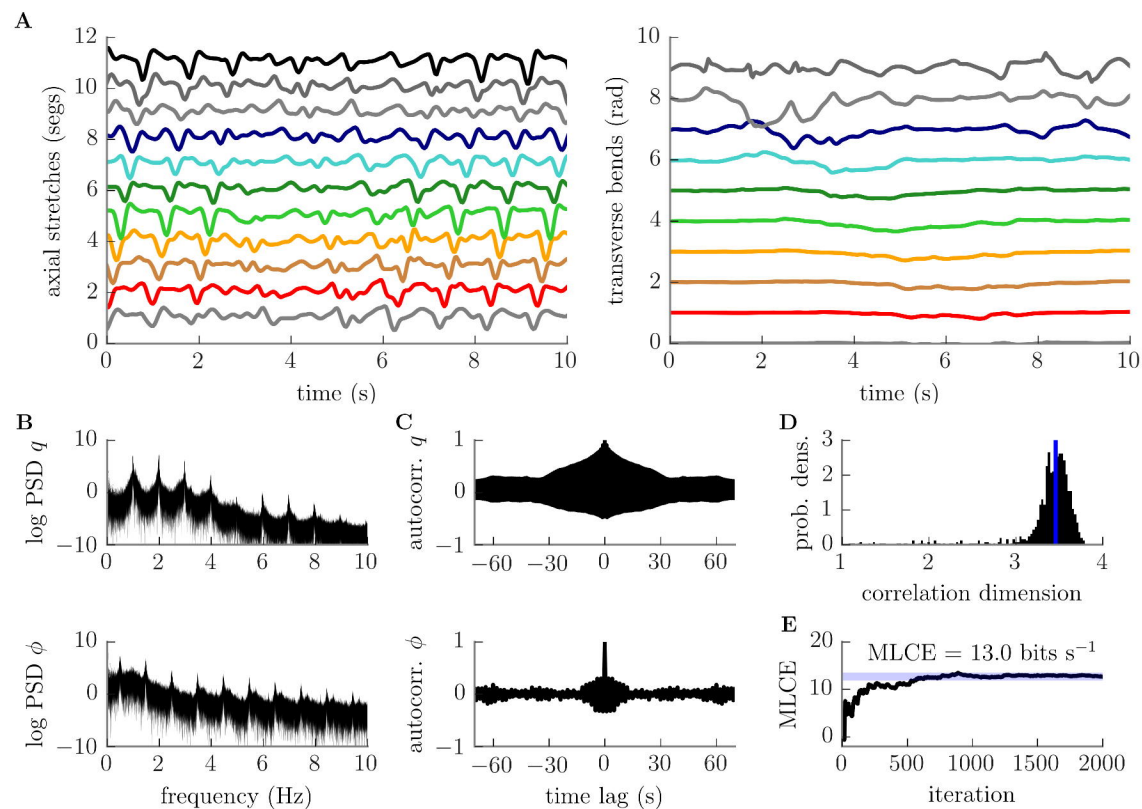 A
axial stretches (segs)
12
10
8
6
4
2
0
0 2 4 6 8 10
time (s)
transverse bends (rad)
10
8
6
4
2
0
0 2 4 6 8 10
time (s)
B
log PSD q
10
0
−10
0 2 4 6 8 10
log PSD ϕ
10
0
−10
0 2 4 6 8 10
frequency (Hz)
C
autocorr. q
1
0
−1
−60 −30 0 30 60
autocorr. ϕ
1
0
−1
−60 −30 0 30 60
time lag (s)
D
prob. dens.
3
2
1
0
1 2 3 4
correlation dimension
E
MLCE
20
10
0
MLCE = 13.0 bits s⁻¹
0 500 1000 1500 2000
iteration